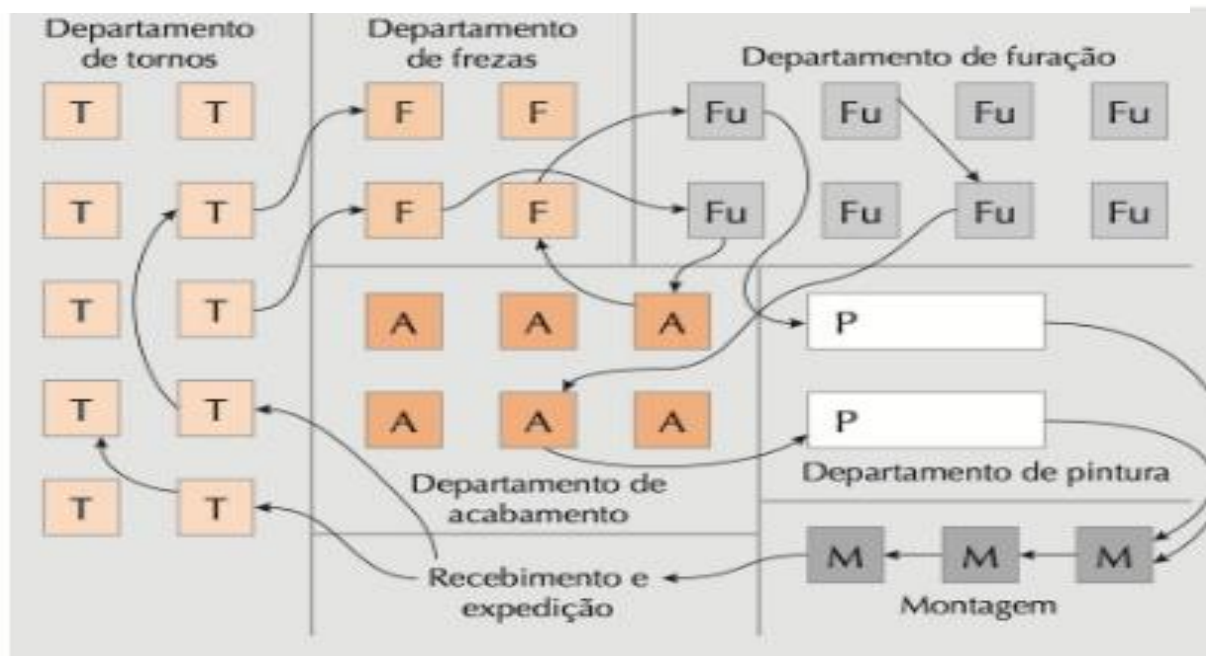 Departamento
de tornos
Departamento
de frezas
Departamento de furação
T T F F Fu Fu Fu Fu
T T F F Fu Fu Fu Fu
T T A A A P
T T A A A P
Departamento de pintura
Departamento de
acabamento
T T
M M M
Recebimento e
expedição
Montagem